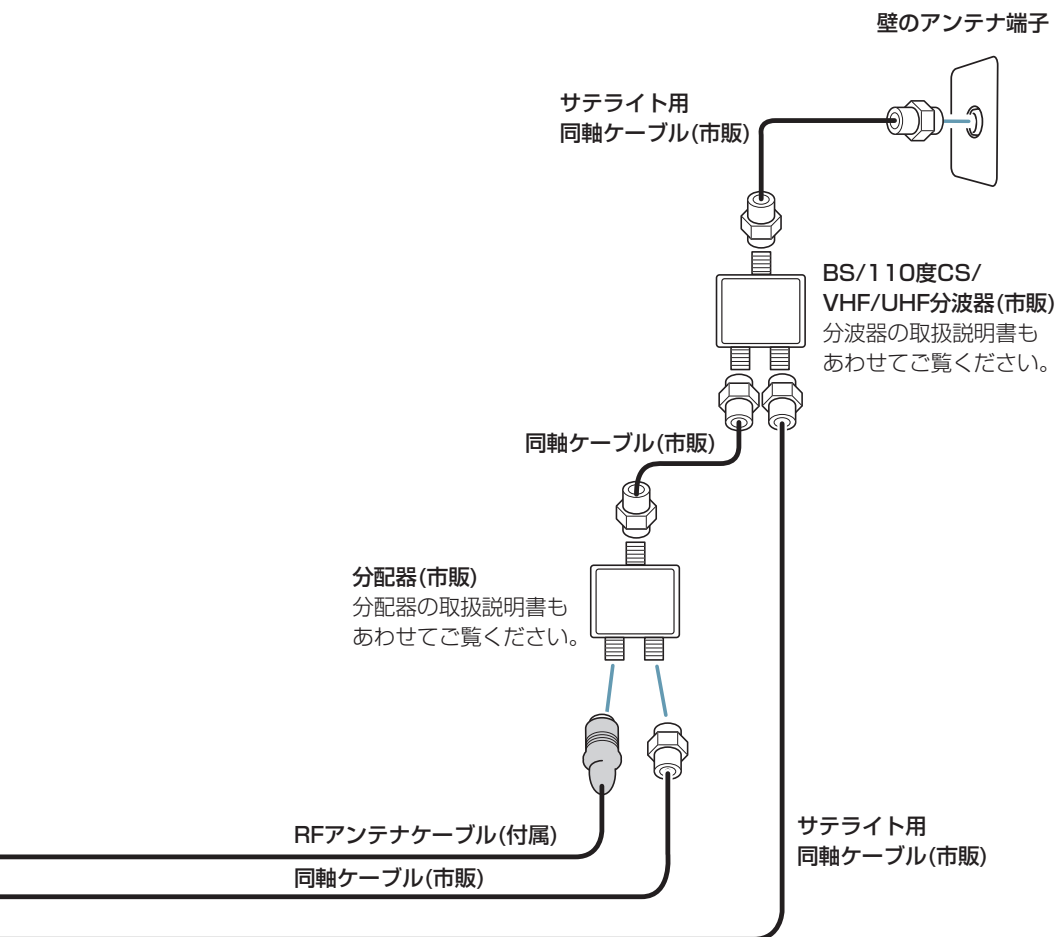 壁のアンテナ端子
サテライト用
同軸ケーブル(市販)
BS/110度CS/
VHF/UHF分波器(市販)
分波器の取扱説明書も
あわせてご覧ください。
同軸ケーブル(市販)
分配器(市販)
分配器の取扱説明書も
あわせてご覧ください。
RFアンテナケーブル(付属)
同軸ケーブル(市販)
サテライト用
同軸ケーブル(市販)